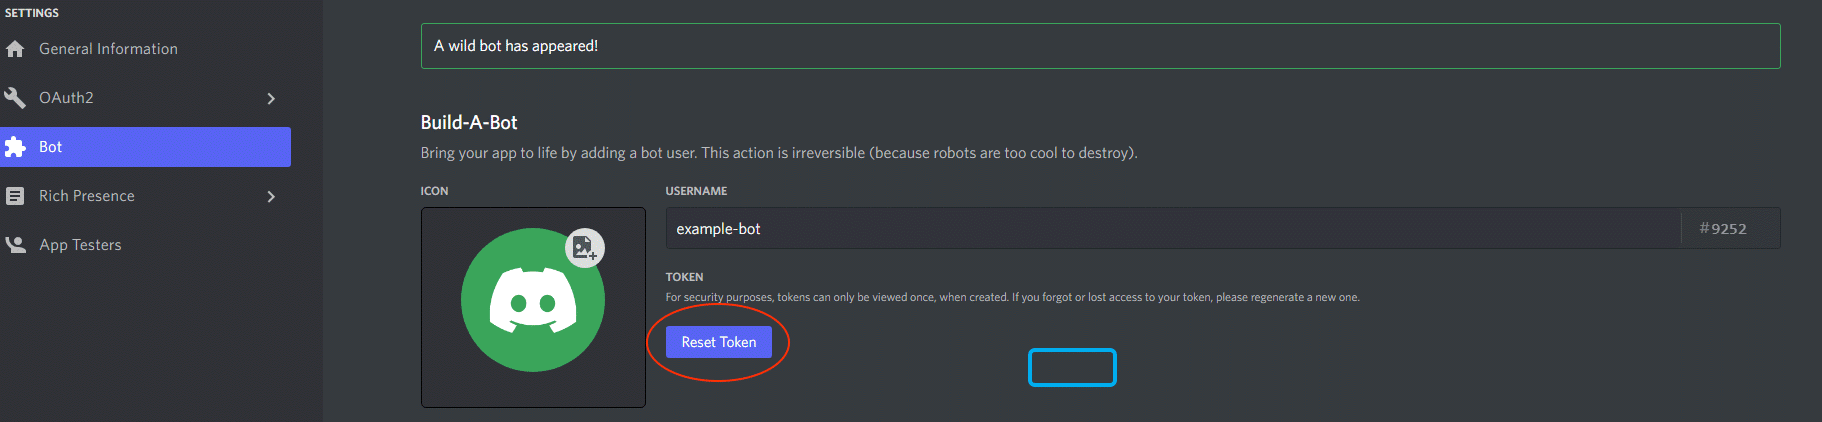 SETTINGS
General Information
OAuth2
Bot
Rich Presence
App Testers
A wild bot has appeared!
Build-A-Bot
Bring your app to life by adding a bot user. This action is irreversible (because robots are too cool to destroy).
ICON
USERNAME
example-bot
#9252
TOKEN
For security purposes, tokens can only be viewed once, when created. If you forgot or lost access to your token, please regenerate a new one.
Reset Token